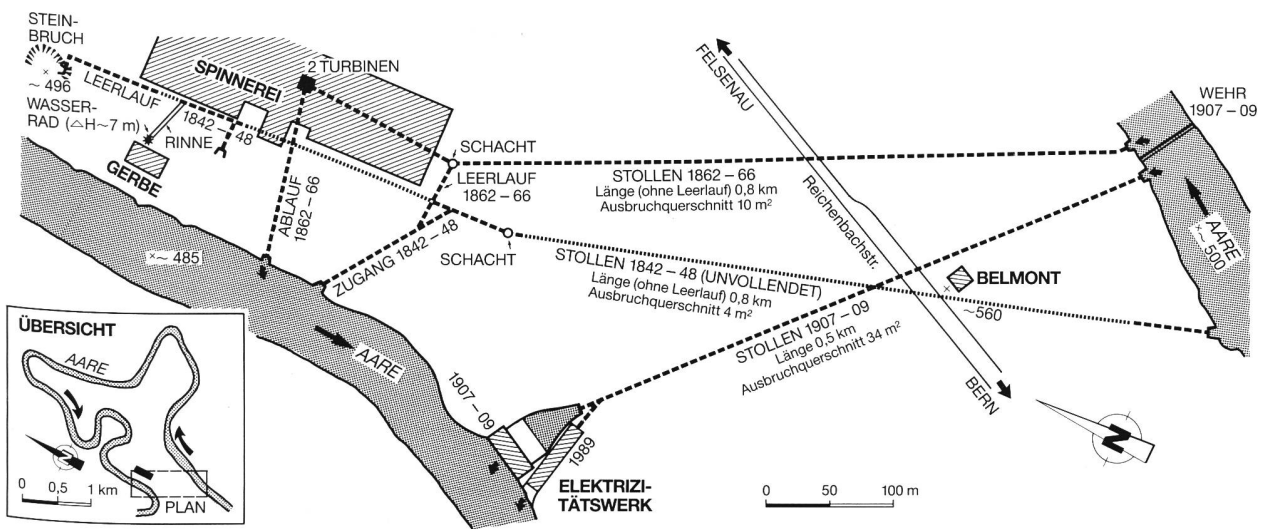 STEIN-
BRUCH
~ 496
LEERLAUF
1842 – 48
WASSER-
RAD (△H~7 m)
RINNE
GERBE
SPINNEREI
2 TURBINEN
ABLAUF
1862 – 66
SCHACHT
LEERLAUF
1862 – 66
ZUGANG 1842 – 48
SCHACHT
STOLLEN 1862 – 66
Länge (ohne Leerlauf) 0,8 km
Ausbruchquerschnitt 10 m²
STOLLEN 1842 – 48 (UNVOLLENDET)
Länge (ohne Leerlauf) 0,8 km
Ausbruchquerschnitt 4 m²
STOLLEN 1907 – 09
Länge 0,5 km
Ausbruchquerschnitt 34 m²
FELSENAU
Reichenbachstr.
BERN
WEHR
1907 – 09
AARE
~ 500
BELMONT
~560
~ 485
AARE
1907 – 09
1989
ELEKTRIZI-
TÄTSWERK
N
0 50 100 m
ÜBERSICHT
AARE
N
0 0,5 1 km
PLAN